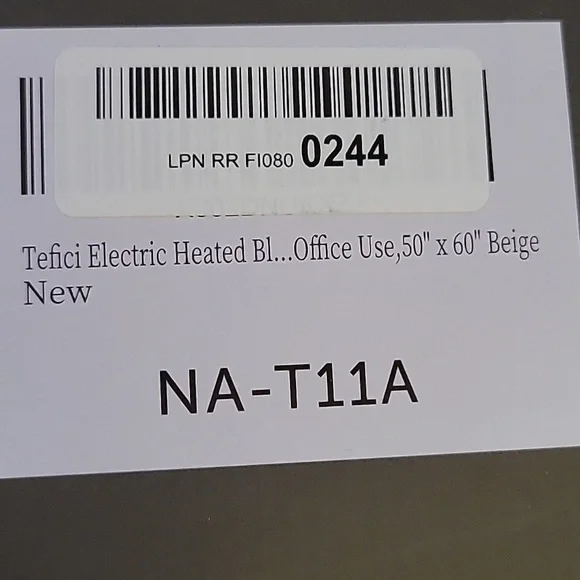 LPN RR FI080 0244
Tefici Electric Heated Bl...Office Use,50" x 60" Beige
New
NA-T11A